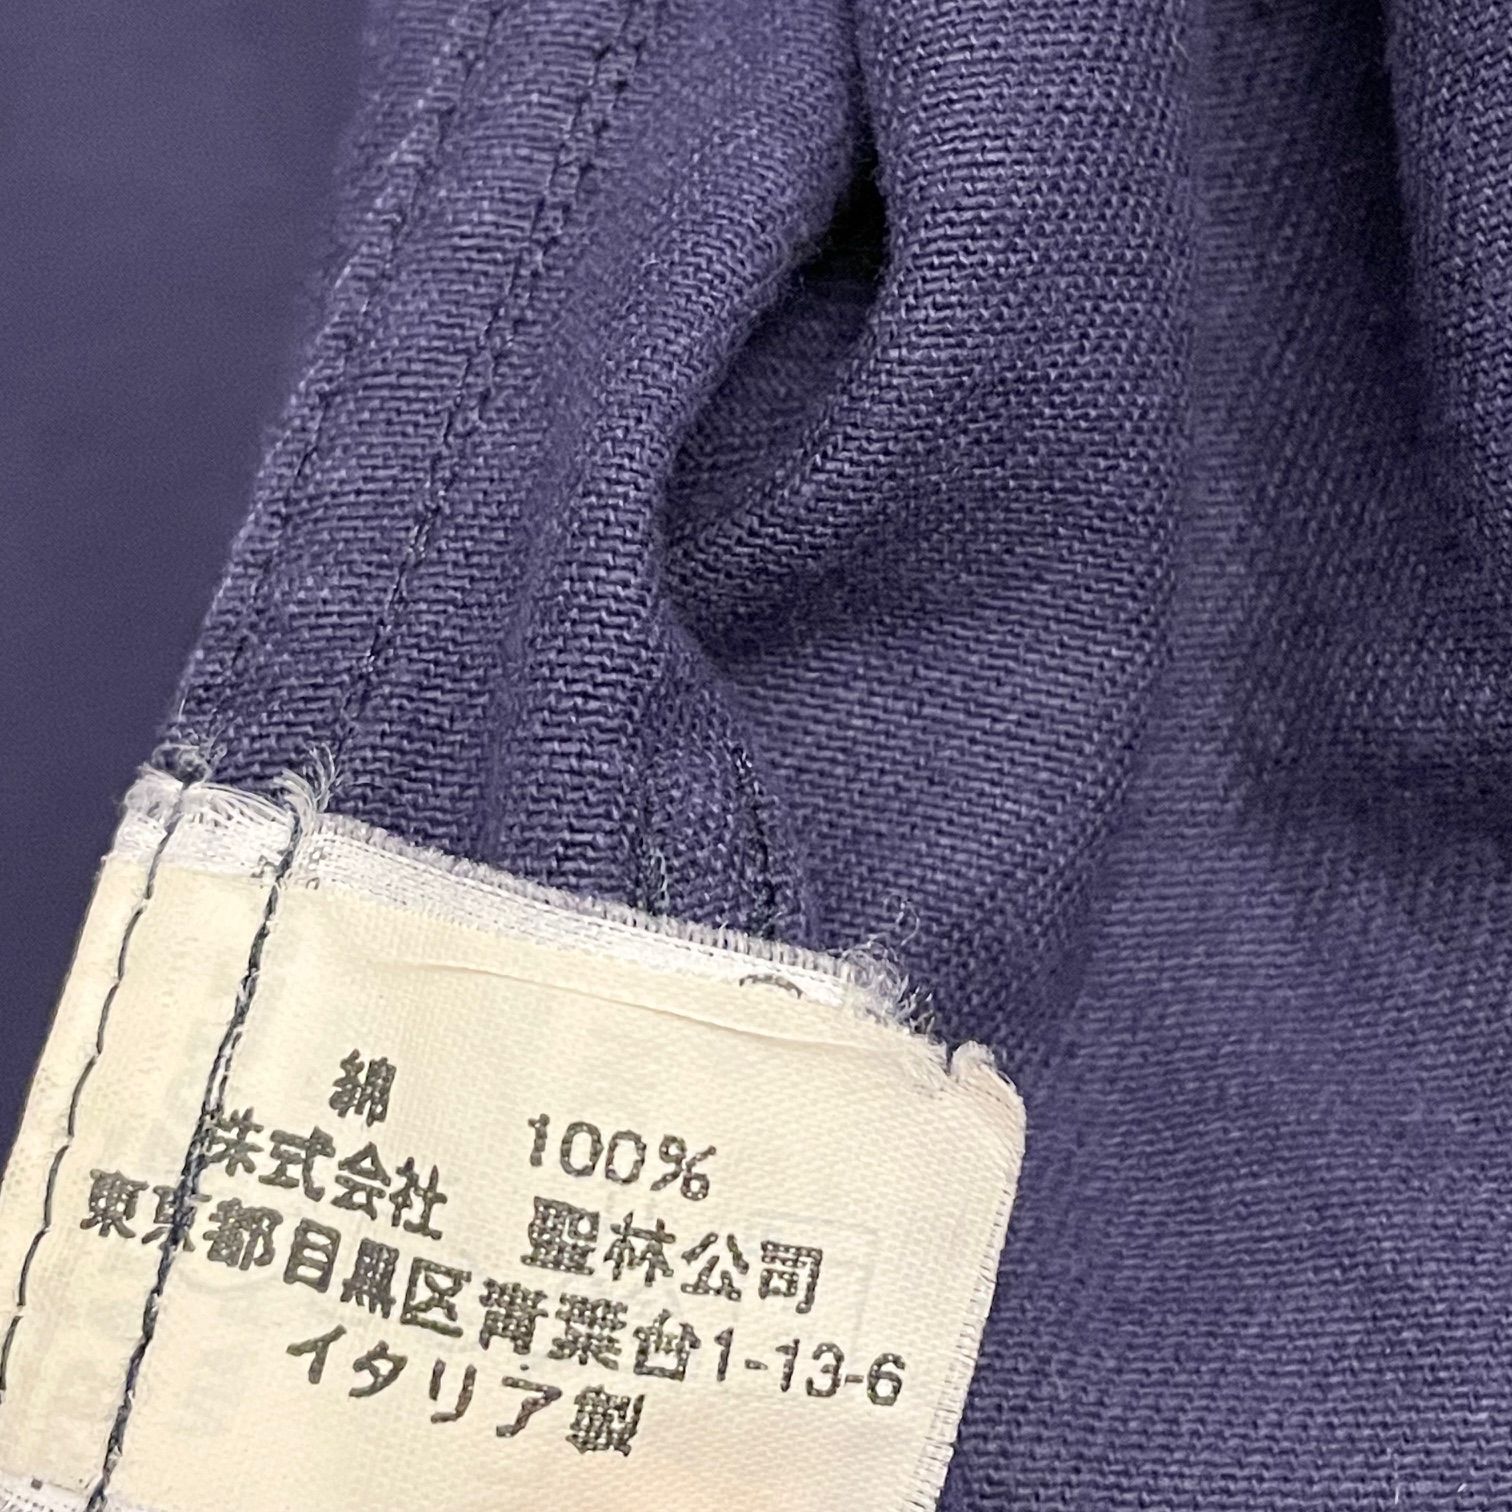 綿 100%
株式会社 聖林公司
東京都目黒区青葉台1-13-6
イタリア製